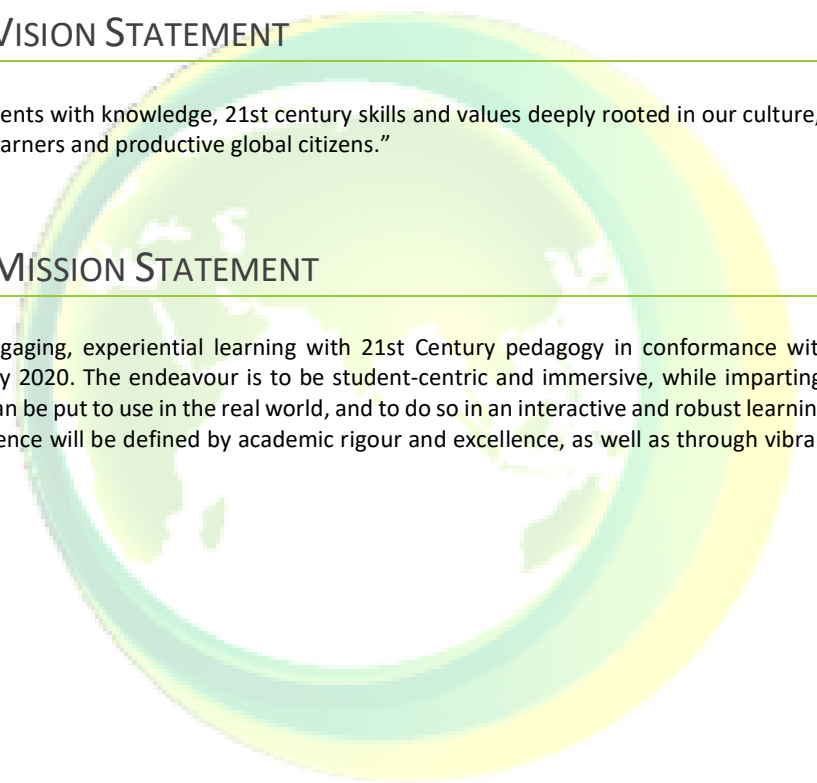 VISION STATEMENT
ents with knowledge, 21st century skills and values deeply rooted in our culture,
arners and productive global citizens.”
MISSION STATEMENT
gaging, experiential learning with 21st Century pedagogy in conformance wit
y 2020. The endeavour is to be student-centric and immersive, while imparting
an be put to use in the real world, and to do so in an interactive and robust learnin
ence will be defined by academic rigour and excellence, as well as through vibra